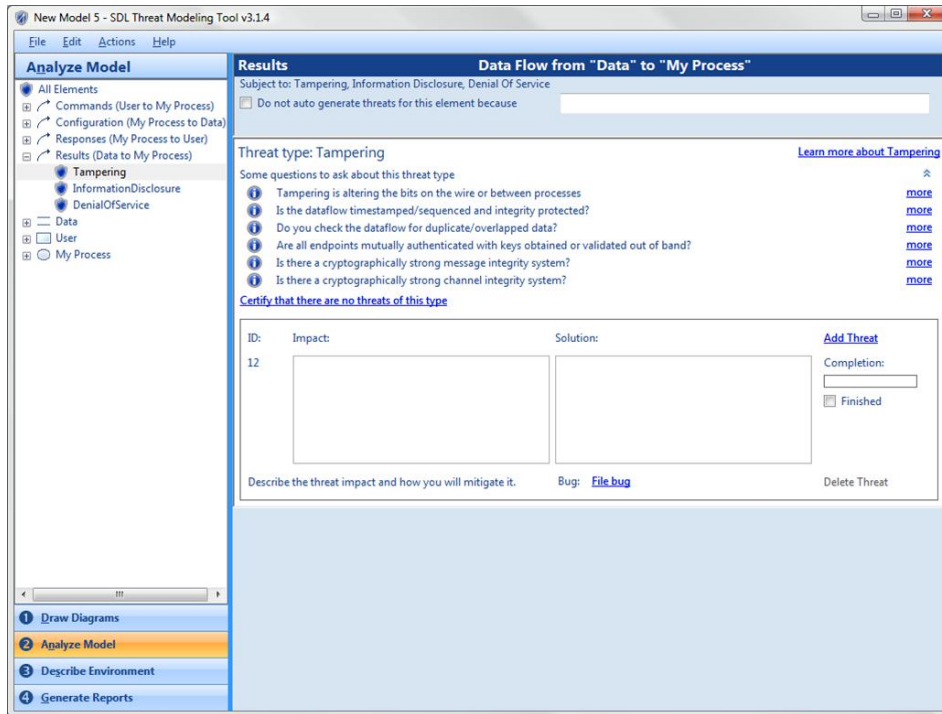 New Model 5 - SDL Threat Modeling Tool v3.1.4
File Edit Actions Help
Analyze Model
All Elements
Commands (User to My Process)
Configuration (My Process to Data)
Responses (My Process to User)
Results (Data to My Process)
Tampering
InformationDisclosure
DenialOfService
Data
User
My Process
1 Draw Diagrams
2 Analyze Model
3 Describe Environment
4 Generate Reports
Results Data Flow from "Data" to "My Process"
Subject to: Tampering, Information Disclosure, Denial Of Service
Do not auto generate threats for this element because
Threat type: Tampering Learn more about Tampering
Some questions to ask about this threat type
Tampering is altering the bits on the wire or between processes more
Is the dataflow timestamped/sequenced and integrity protected? more
Do you check the dataflow for duplicate/overlapped data? more
Are all endpoints mutually authenticated with keys obtained or validated out of band? more
Is there a cryptographically strong message integrity system? more
Is there a cryptographically strong channel integrity system? more
Certify that there are no threats of this type
ID: Impact: Solution: Add Threat
12 Completion:
Finished
Describe the threat impact and how you will mitigate it. Bug: File bug Delete Threat